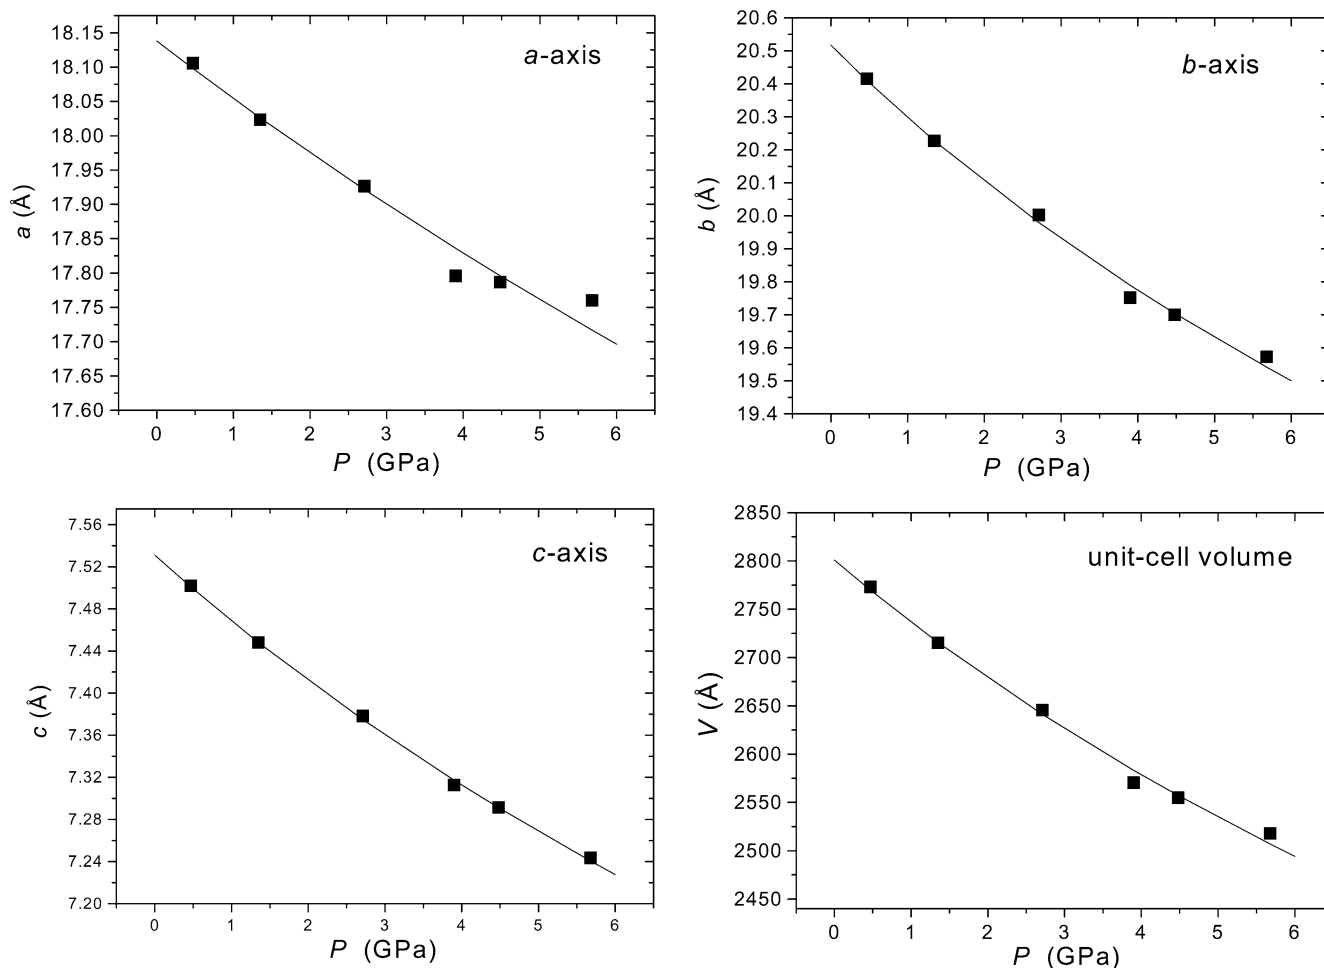 a-axis
18.15
18.10
18.05
18.00
17.95
17.90
17.85
17.80
17.75
17.70
17.65
17.60
a (Å)
0 1 2 3 4 5 6
P (GPa)
b-axis
20.6
20.5
20.4
20.3
20.2
20.1
20.0
19.9
19.8
19.7
19.6
19.5
19.4
b (Å)
0 1 2 3 4 5 6
P (GPa)
c-axis
7.56
7.52
7.48
7.44
7.40
7.36
7.32
7.28
7.24
7.20
c (Å)
0 1 2 3 4 5 6
P (GPa)
unit-cell volume
2850
2800
2750
2700
2650
2600
2550
2500
2450
V (Å)
0 1 2 3 4 5 6
P (GPa)